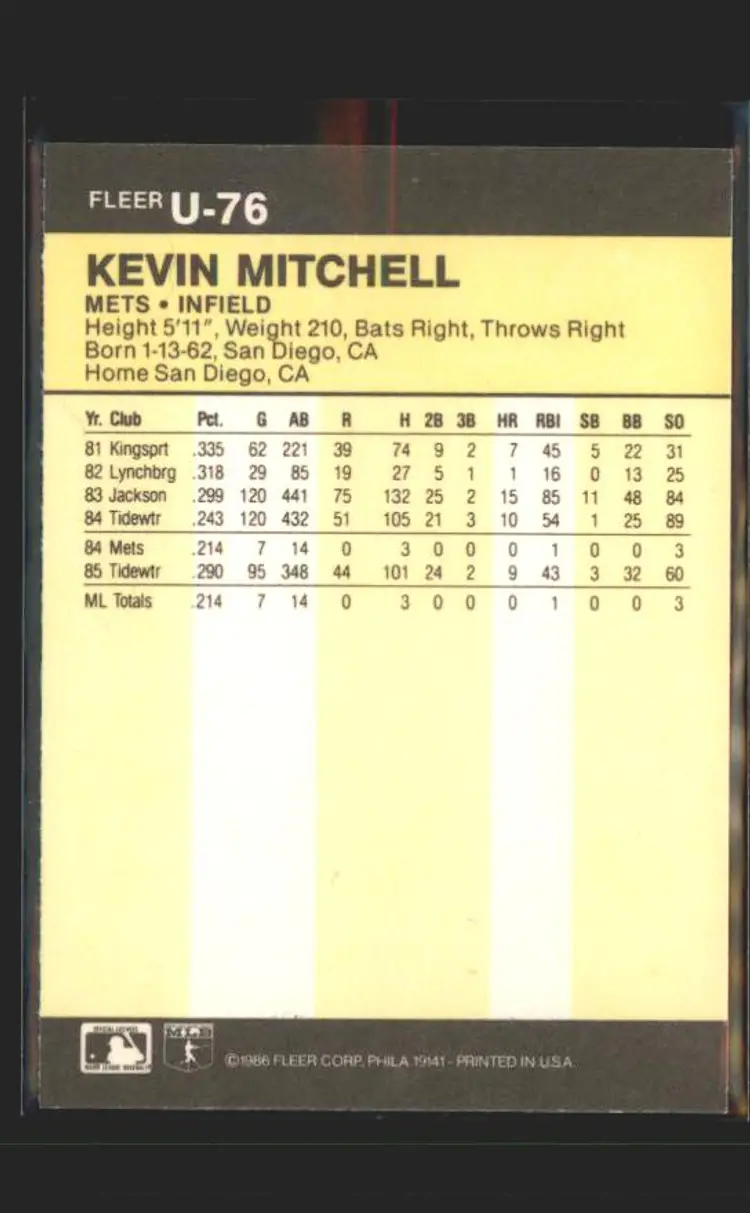 FLEER U-76
KEVIN MITCHELL
METS • INFIELD
Height 5'11", Weight 210, Bats Right, Throws Right
Born 1-13-62, San Diego, CA
Home San Diego, CA
Yr. Club Pct. G AB R H 2B 3B HR RBI SB BB SO
81 Kingsprt .335 62 221 39 74 9 2 7 45 5 22 31
82 Lynchbrg .318 29 85 19 27 5 1 1 16 0 13 25
83 Jackson .299 120 441 75 132 25 2 15 85 11 48 84
84 Tidewtr .243 120 432 51 105 21 3 10 54 1 25 89
84 Mets .214 7 14 0 3 0 0 0 1 0 0 3
85 Tidewtr .290 95 348 44 101 24 2 9 43 3 32 60
ML Totals .214 7 14 0 3 0 0 0 1 0 0 3
©1986 FLEER CORP. PHILA 19141 - PRINTED IN U.S.A.